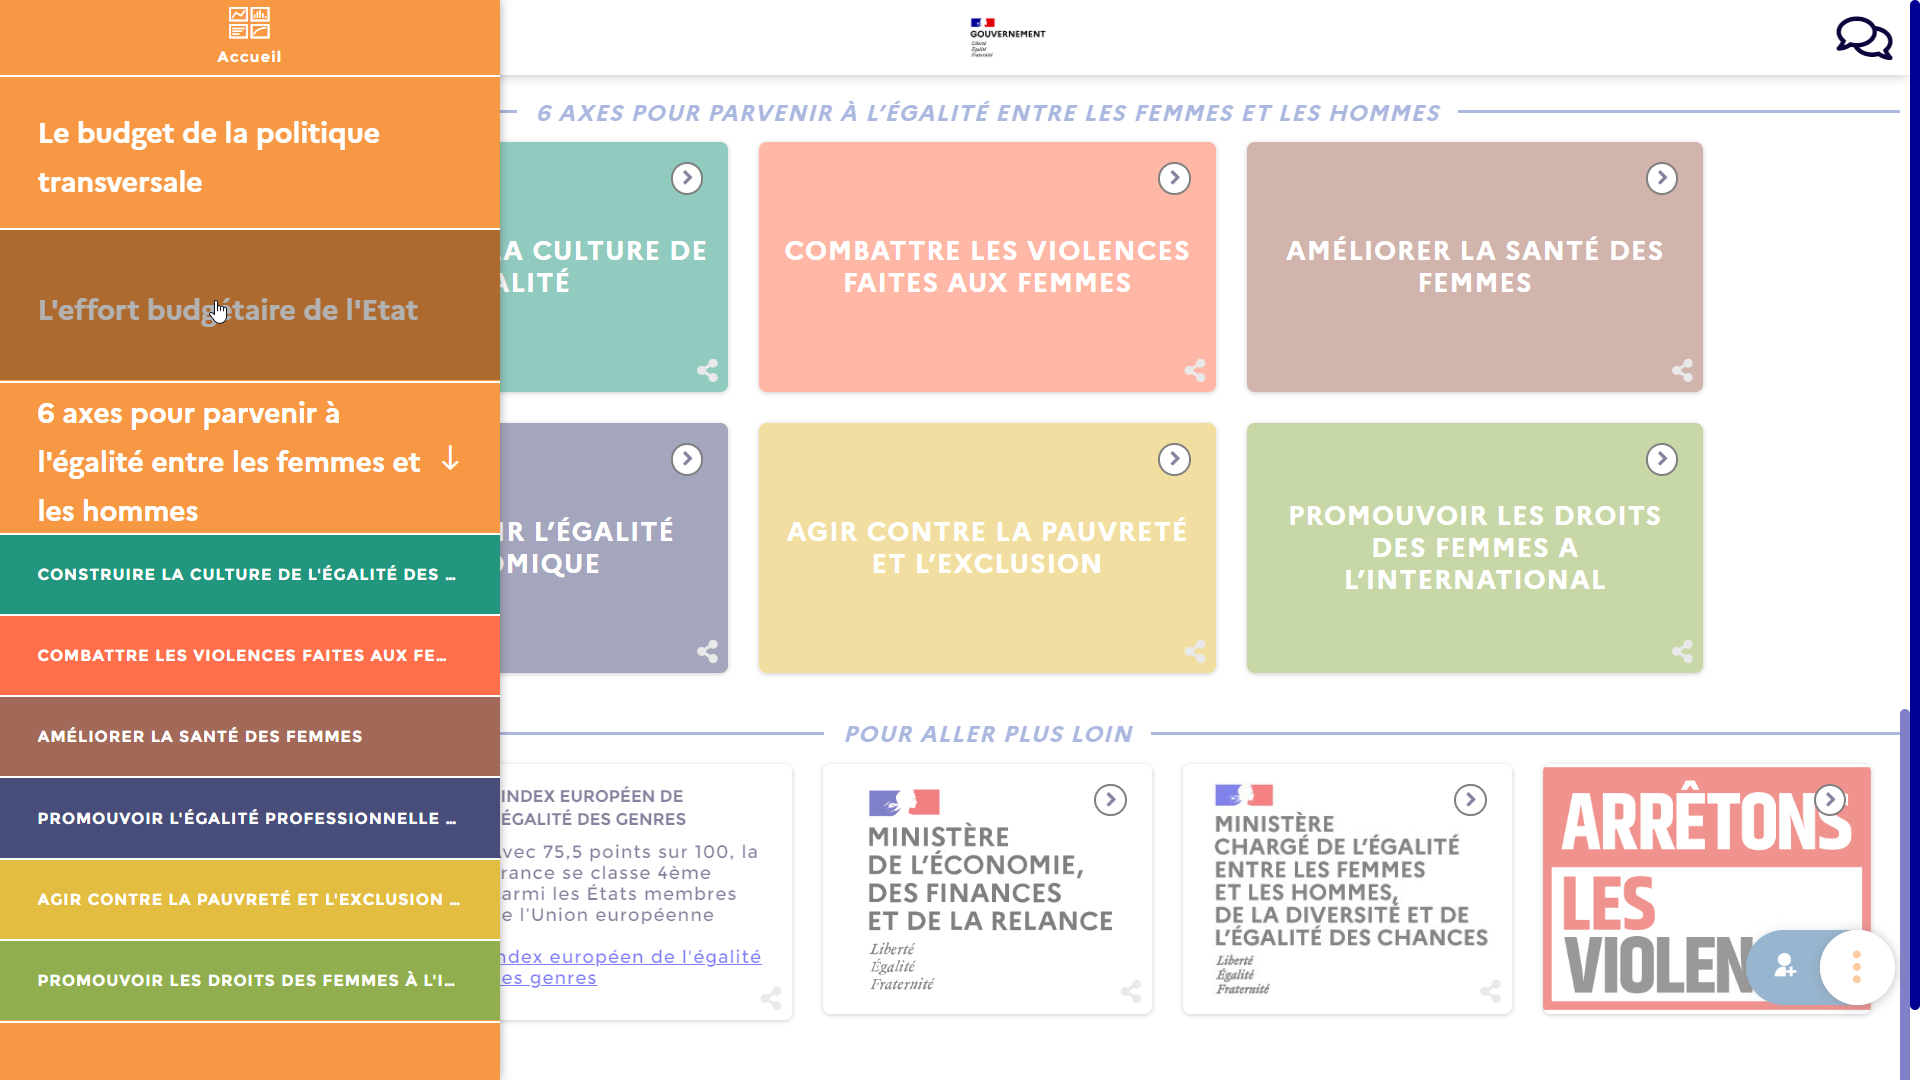 Accueil
Le budget de la politique
transversale
L'effort budgétaire de l'Etat
6 axes pour parvenir à
l'égalité entre les femmes et
les hommes
CONSTRUIRE LA CULTURE DE L'ÉGALITÉ DES ...
COMBATTRE LES VIOLENCES FAITES AUX FE...
AMÉLIORER LA SANTÉ DES FEMMES
PROMOUVOIR L'ÉGALITÉ PROFESSIONNELLE ...
AGIR CONTRE LA PAUVRETÉ ET L'EXCLUSION ...
PROMOUVOIR LES DROITS DES FEMMES À L'I...
GOUVERNEMENT
Liberté
Égalité
Fraternité
6 AXES POUR PARVENIR À L’ÉGALITÉ ENTRE LES FEMMES ET LES HOMMES
A CULTURE DE
ALITÉ
COMBATTRE LES VIOLENCES
FAITES AUX FEMMES
AMÉLIORER LA SANTÉ DES
FEMMES
IR L’ÉGALITÉ
OMIQUE
AGIR CONTRE LA PAUVRETÉ
ET L’EXCLUSION
PROMOUVOIR LES DROITS
DES FEMMES A
L’INTERNATIONAL
POUR ALLER PLUS LOIN
INDEX EUROPÉEN DE
ÉGALITÉ DES GENRES
vec 75,5 points sur 100, la
rance se classe 4ème
armi les États membres
e l’Union européenne
ndex européen de l'égalité
es genres
MINISTÈRE
DE L’ÉCONOMIE,
DES FINANCES
ET DE LA RELANCE
Liberté
Égalité
Fraternité
MINISTÈRE
CHARGÉ DE L’ÉGALITÉ
ENTRE LES FEMMES
ET LES HOMMES,
DE LA DIVERSITÉ ET DE
L’ÉGALITÉ DES CHANCES
Liberté
Égalité
Fraternité
ARRÊTONS
LES
VIOLEN